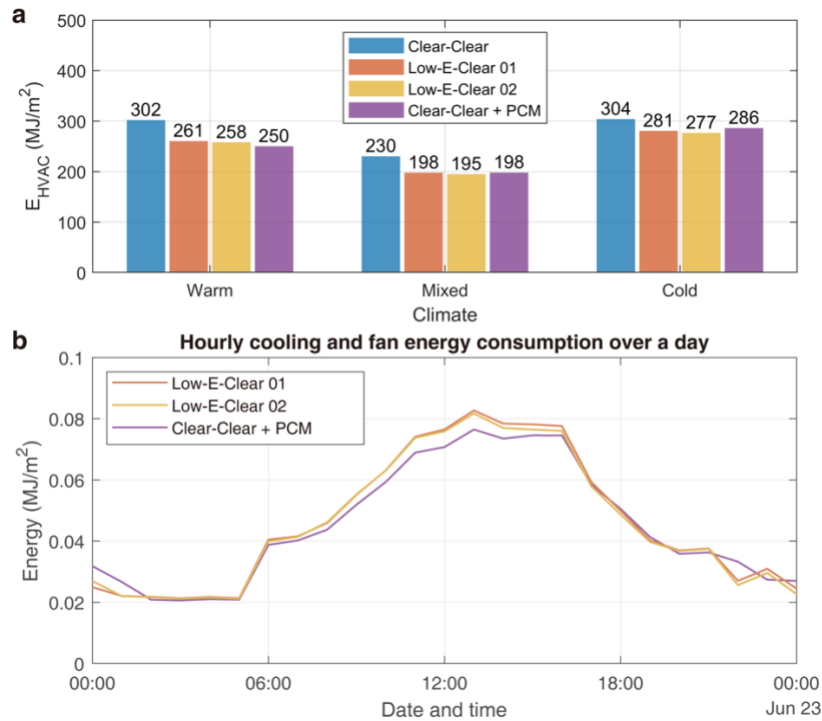 a
500
400
300
200
100
0
E_HVAC (MJ/m²)
Clear-Clear
Low-E-Clear 01
Low-E-Clear 02
Clear-Clear + PCM
302
261
258
250
230
198
195
198
304
281
277
286
Warm
Mixed
Cold
Climate
b
Hourly cooling and fan energy consumption over a day
0.1
0.08
0.06
0.04
0.02
0
Energy (MJ/m²)
Low-E-Clear 01
Low-E-Clear 02
Clear-Clear + PCM
00:00
06:00
12:00
18:00
00:00
Date and time
Jun 23